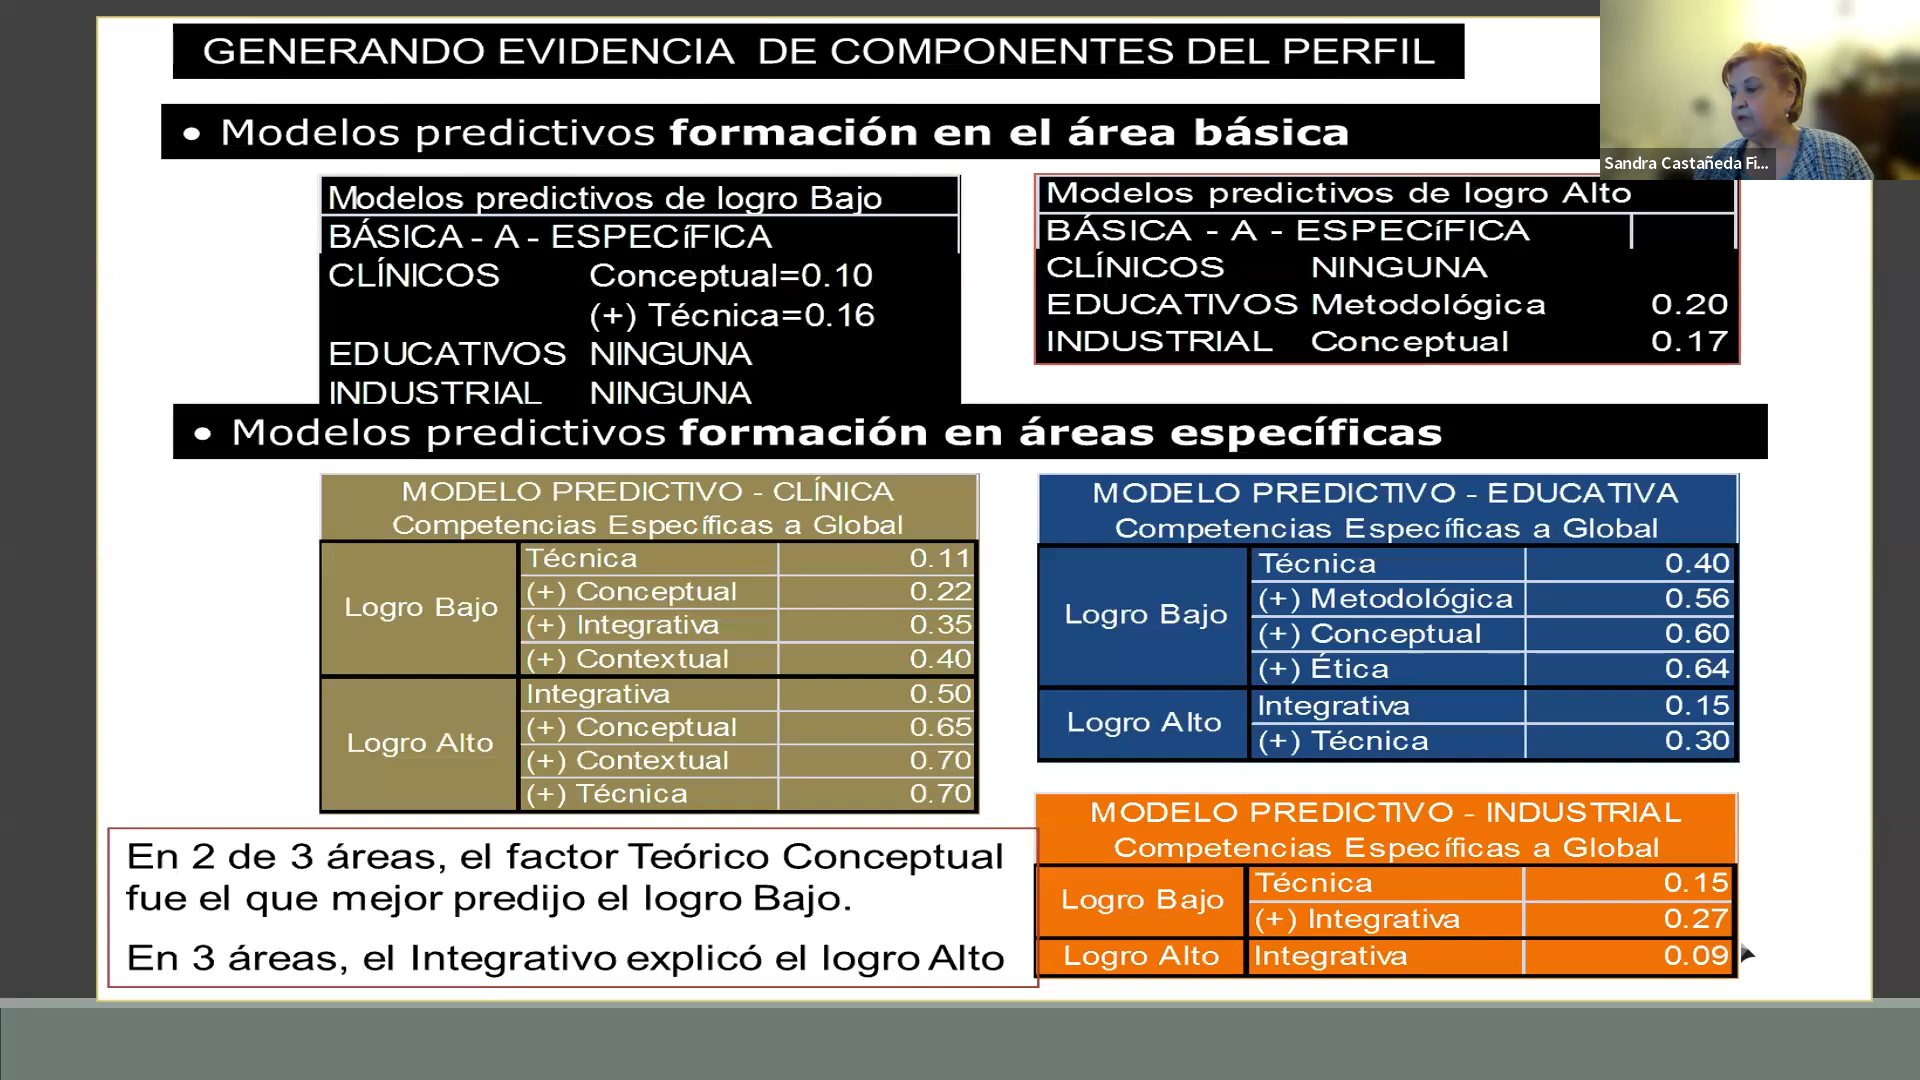 GENERANDO EVIDENCIA DE COMPONENTES DEL PERFIL
Sandra Castañeda Fi...
• Modelos predictivos formación en el área básica
Modelos predictivos de logro Bajo
BÁSICA - A - ESPECíFICA
CLÍNICOS Conceptual=0.10
(+) Técnica=0.16
EDUCATIVOS NINGUNA
INDUSTRIAL NINGUNA
Modelos predictivos de logro Alto
BÁSICA - A - ESPECíFICA
CLÍNICOS NINGUNA
EDUCATIVOS Metodológica 0.20
INDUSTRIAL Conceptual 0.17
• Modelos predictivos formación en áreas específicas
MODELO PREDICTIVO - CLÍNICA
Competencias Específicas a Global
Logro Bajo
Técnica 0.11
(+) Conceptual 0.22
(+) Integrativa 0.35
(+) Contextual 0.40
Logro Alto
Integrativa 0.50
(+) Conceptual 0.65
(+) Contextual 0.70
(+) Técnica 0.70
MODELO PREDICTIVO - EDUCATIVA
Competencias Específicas a Global
Logro Bajo
Técnica 0.40
(+) Metodológica 0.56
(+) Conceptual 0.60
(+) Ética 0.64
Logro Alto
Integrativa 0.15
(+) Técnica 0.30
MODELO PREDICTIVO - INDUSTRIAL
Competencias Específicas a Global
Logro Bajo
Técnica 0.15
(+) Integrativa 0.27
Logro Alto Integrativa 0.09
En 2 de 3 áreas, el factor Teórico Conceptual
fue el que mejor predijo el logro Bajo.
En 3 áreas, el Integrativo explicó el logro Alto